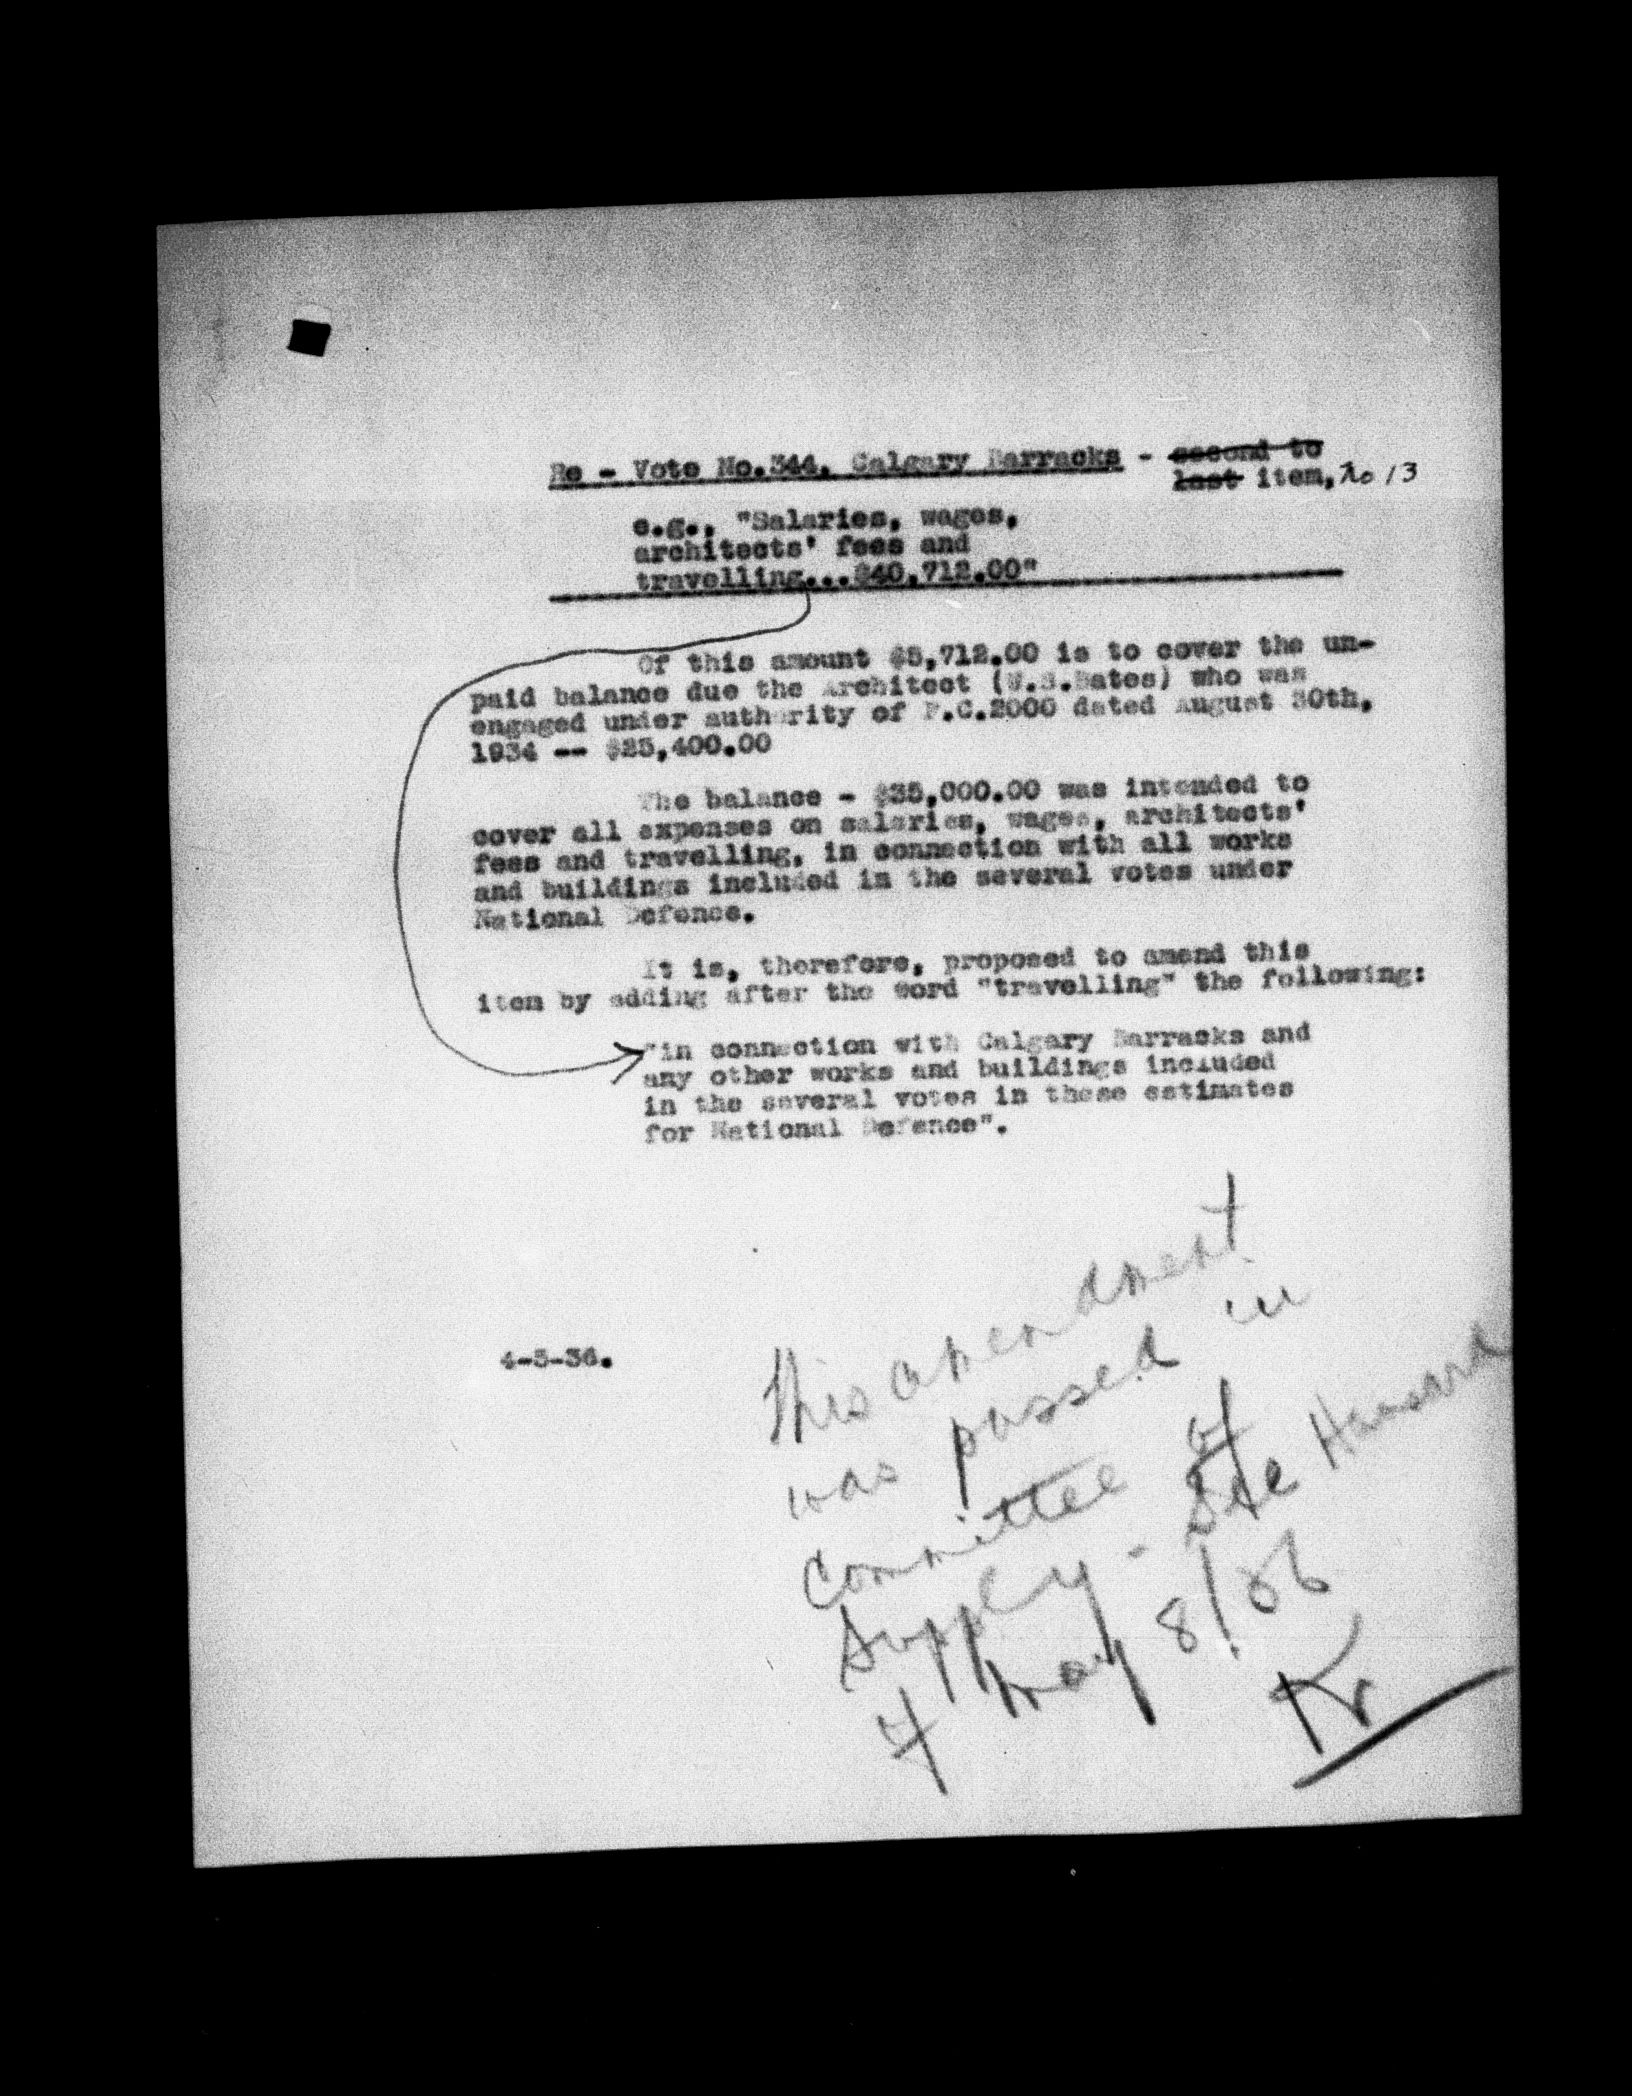 Re - Vote No.344. Calgary Barracks - second to
last item, No 13
e.g., "Salaries, wages,
architects' fees and
travelling...$40,712.00"
Of this amount $5,712.00 is to cover the un-
paid balance due the Architect (W.S.Bates) who was
engaged under authority of P.C.2000 dated August 30th,
1934 -- $25,400.00
The balance - $35,000.00 was intended to
cover all expenses on salaries, wages, architects'
fees and travelling, in connection with all works
and buildings included in the several votes under
National Defence.
It is, therefore, proposed to amend this
item by adding after the word "travelling" the following:
"in connection with Calgary Barracks and
any other works and buildings included
in the several votes in these estimates
for National Defence".
4-5-36.
This amendment
was passed in
Committee of
Supply - See Hansard
7 May 8/36
Kr